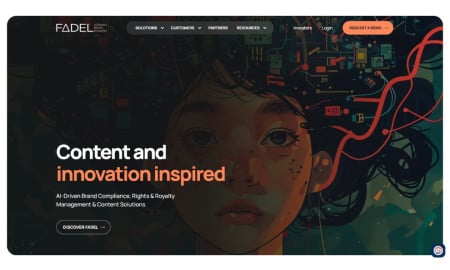 FADEL
SOLUTIONS CUSTOMERS PARTNERS RESOURCES Investors Login REQUEST A DEMO
Content and
innovation inspired
AI-Driven Brand Compliance, Rights & Royalty
Management & Content Solutions
DISCOVER FADEL